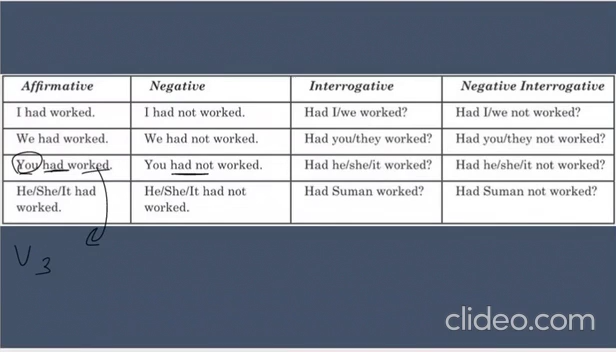 Affirmative Negative Interrogative Negative Interrogative
I had worked. I had not worked. Had I/we worked? Had I/we not worked?
We had worked. We had not worked. Had you/they worked? Had you/they not worked?
You had worked. You had not worked. Had he/she/it worked? Had he/she/it not worked?
He/She/It had He/She/It had not Had Suman worked? Had Suman not worked?
worked. worked.
V3
clideo.com